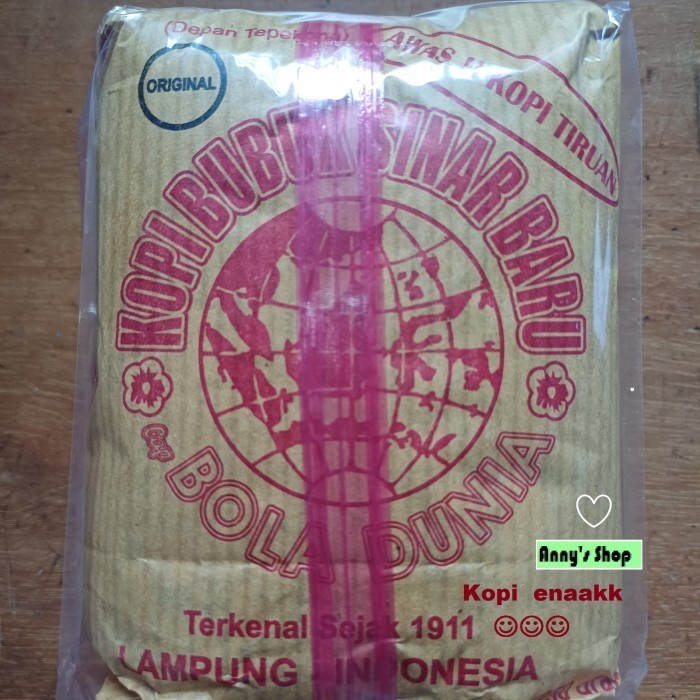 (Depan Tepekong)
ORIGINAL
AWAS !! KOPI TIRUAN
KOPI BUBUK SINAR BARU
cap
BOLA DUNIA
Anny's Shop
Kopi enaakk
Terkenal Sejak 1911
LAMPUNG - INDONESIA